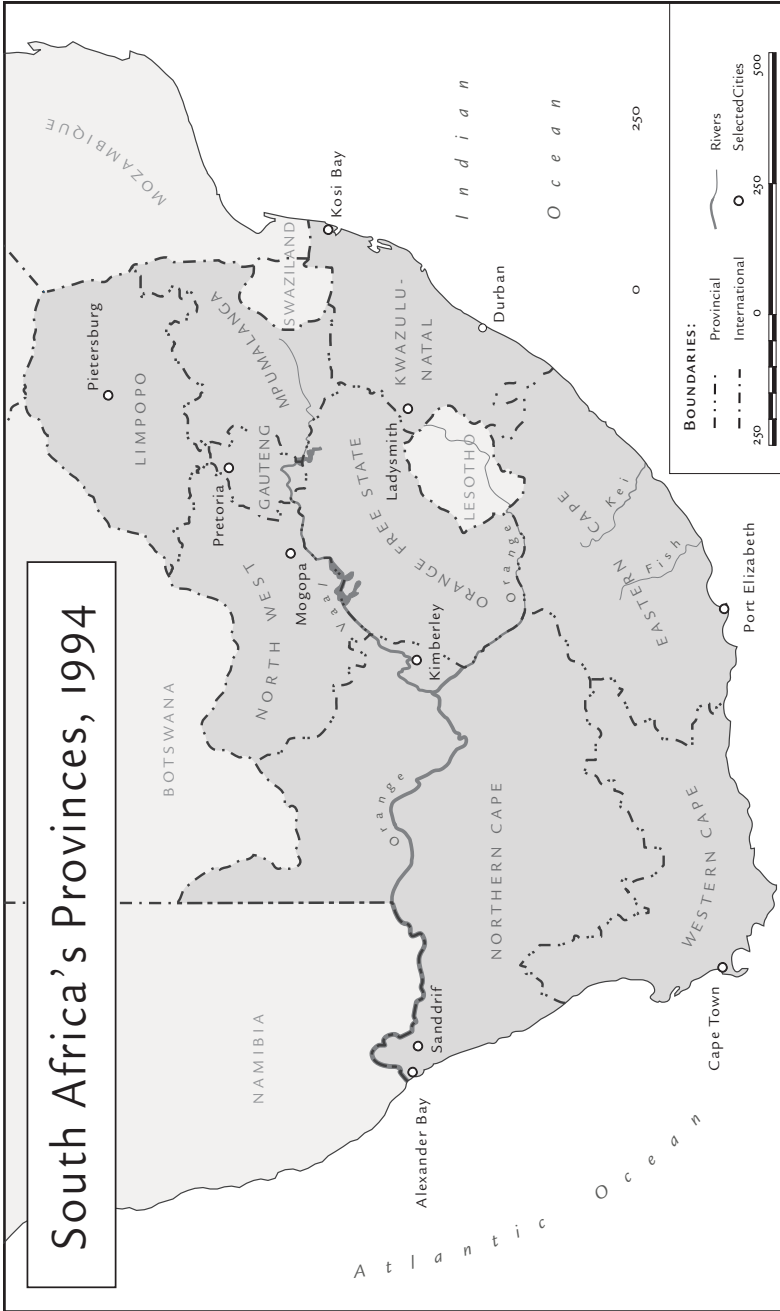 South Africa's Provinces, 1994
MOZAMBIQUE
NAMIBIA
BOTSWANA
LIMPOPO
Pietersburg
Pretoria
GAUTENG
MPUMALANGA
SWAZILAND
Kosi Bay
NORTH WEST
Mogopa
Vaal
ORANGE FREE STATE
Ladysmith
KWAZULU-
NATAL
Durban
LESOTHO
Kimberley
Orange
Orange
Alexander Bay
Sanddrif
NORTHERN CAPE
EASTERN CAPE
Kei
Fish
WESTERN CAPE
Cape Town
Port Elizabeth
Atlantic Ocean
Indian
Ocean
0 250
BOUNDARIES:
Provincial
International
Rivers
Selected Cities
250 0 250 500